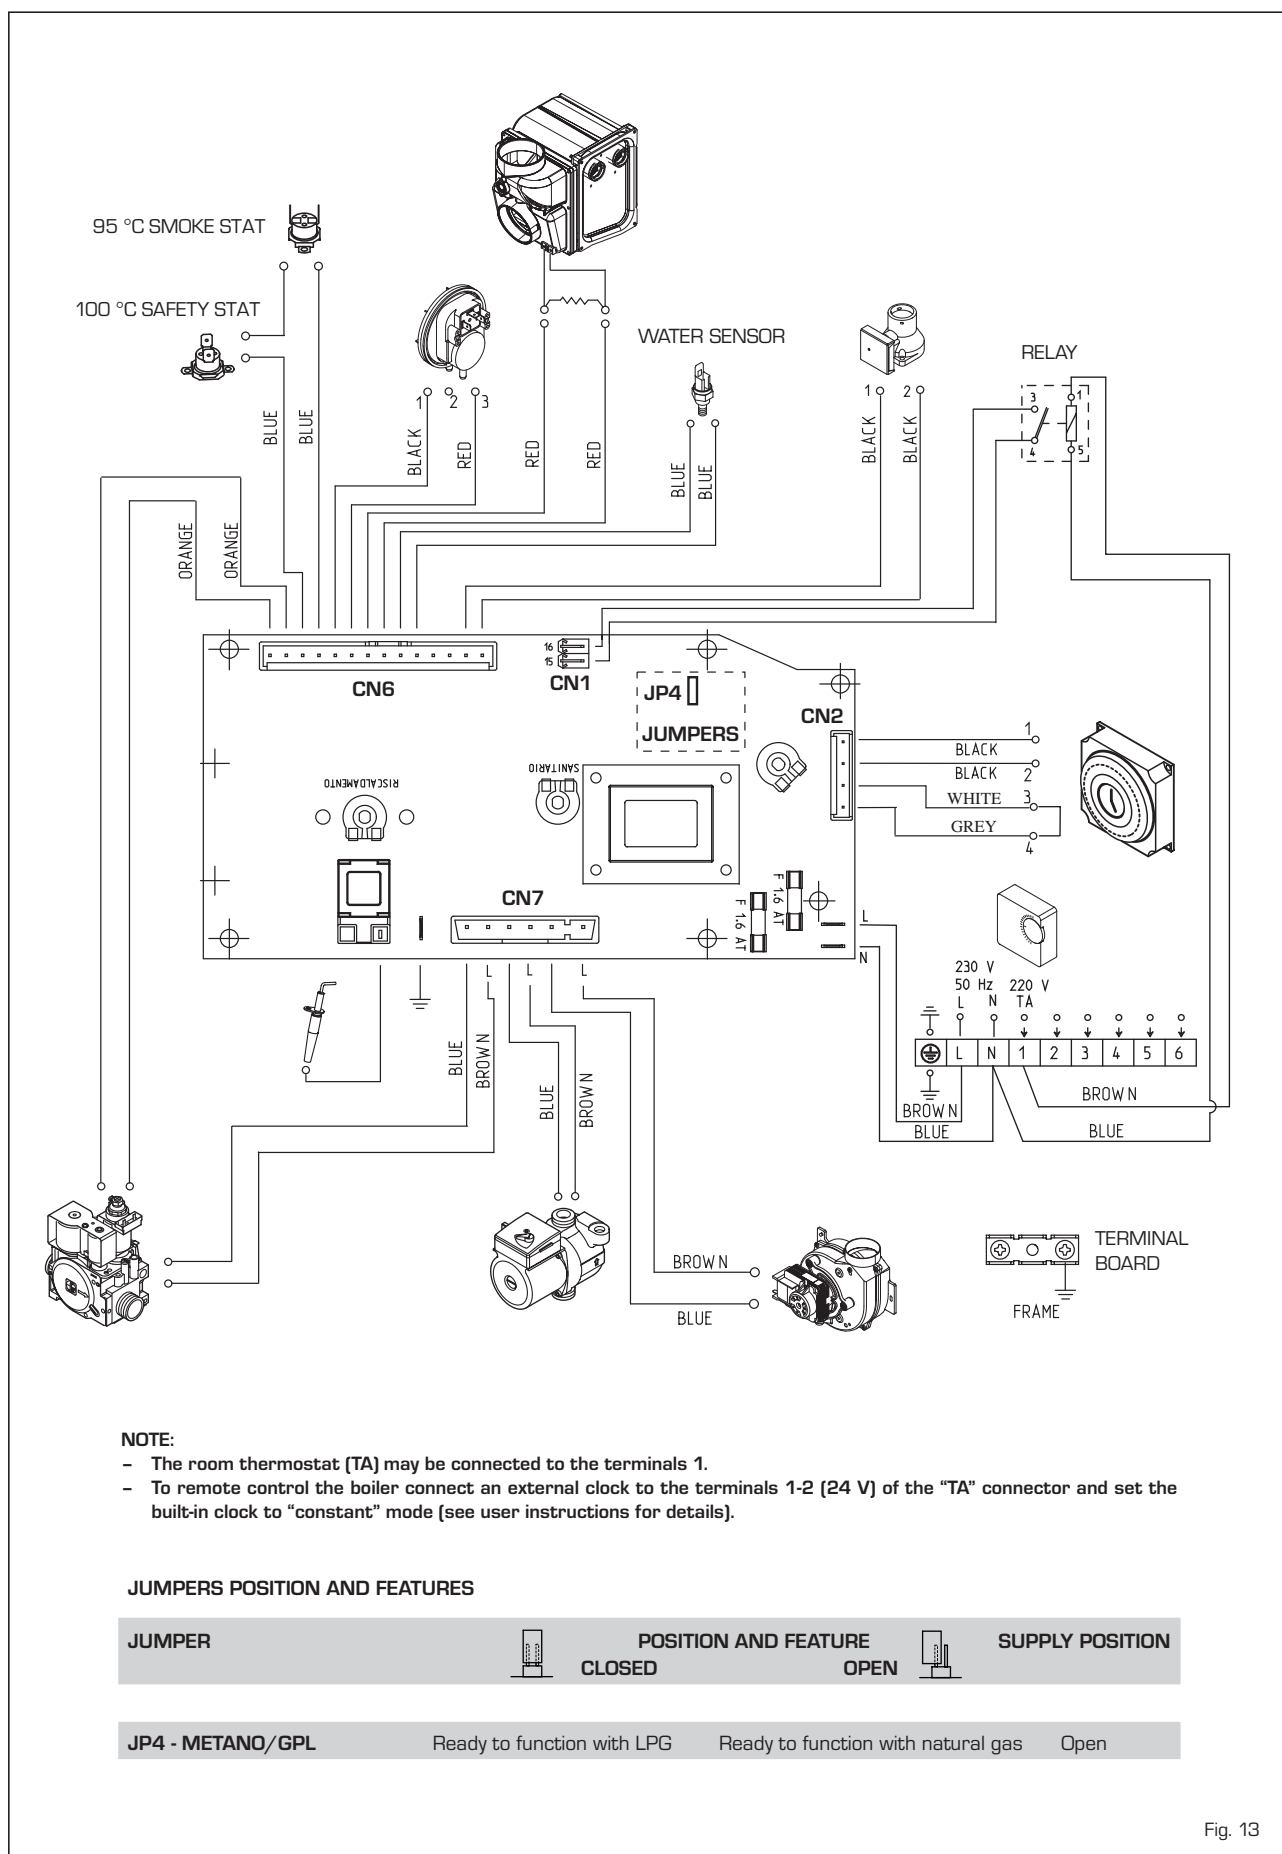 95 °C SMOKE STAT
100 °C SAFETY STAT
WATER SENSOR
RELAY
1 2 3
1 2
3 1
4 5
BLUE
BLUE
BLACK
RED
RED
RED
BLUE
BLUE
BLACK
BLACK
ORANGE
ORANGE
16
15
CN6
CN1
JP4
JUMPERS
CN2
1
BLACK
BLACK
2
WHITE 3
GREY
4
RISCALDAMENTO
SANITARIO
CN7
F 1.6 AT
F 1.6 AT
L
N
230 V
50 Hz 220 V
L N TA
L N 1 2 3 4 5 6
BROWN
BROWN
BLUE
BLUE
L L L
BLUE
BROWN
BLUE
BROWN
BROWN
BLUE
TERMINAL
BOARD
FRAME
NOTE:
– The room thermostat (TA) may be connected to the terminals 1.
– To remote control the boiler connect an external clock to the terminals 1-2 (24 V) of the “TA” connector and set the
built-in clock to “constant” mode (see user instructions for details).
JUMPERS POSITION AND FEATURES
JUMPER POSITION AND FEATURE SUPPLY POSITION
CLOSED OPEN
JP4 - METANO/GPL Ready to function with LPG Ready to function with natural gas Open
Fig. 13